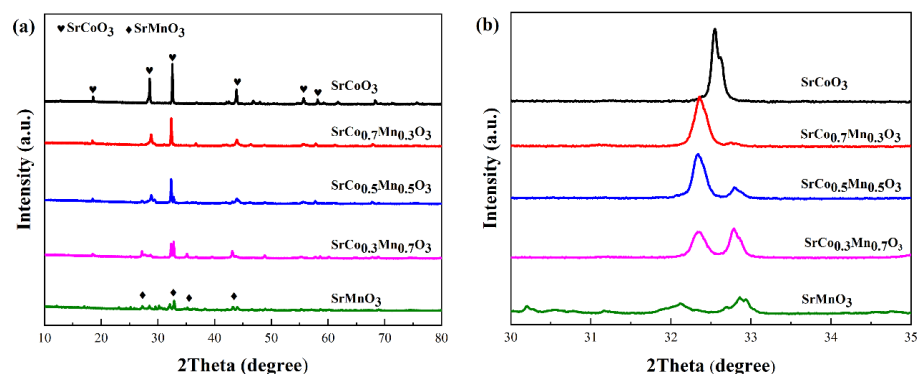 (a)
♥SrCoO₃ ♦SrMnO₃
SrCoO₃
SrCo₀.₇Mn₀.₃O₃
SrCo₀.₅Mn₀.₅O₃
SrCo₀.₃Mn₀.₇O₃
SrMnO₃
Intensity (a.u.)
10 20 30 40 50 60 70 80
2Theta (degree)
(b)
SrCoO₃
SrCo₀.₇Mn₀.₃O₃
SrCo₀.₅Mn₀.₅O₃
SrCo₀.₃Mn₀.₇O₃
SrMnO₃
Intensity (a.u.)
30 31 32 33 34 35
2Theta (degree)